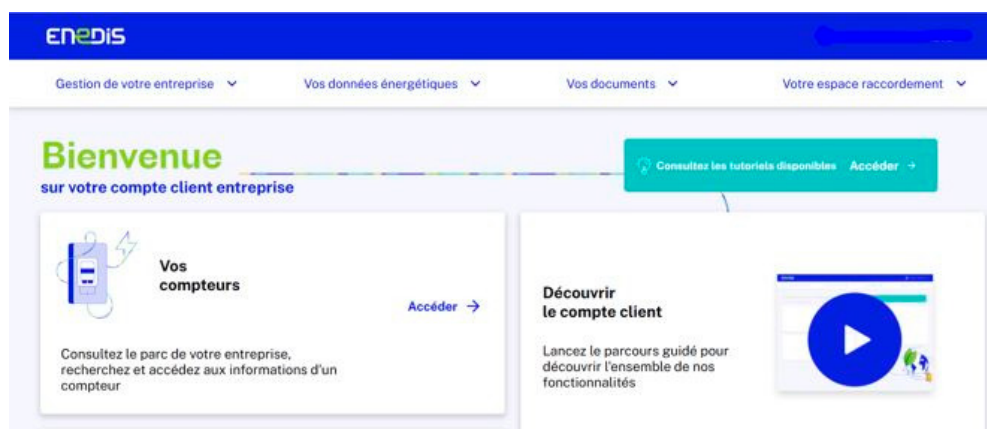 ENEDIS
Gestion de votre entreprise
Vos données énergétiques
Vos documents
Votre espace raccordement
Bienvenue
sur votre compte client entreprise
Consultez les tutoriels disponibles Accéder →
Vos
compteurs
Accéder →
Consultez le parc de votre entreprise,
recherchez et accédez aux informations d'un
compteur
Découvrir
le compte client
Lancez le parcours guidé pour
découvrir l'ensemble de nos
fonctionnalités